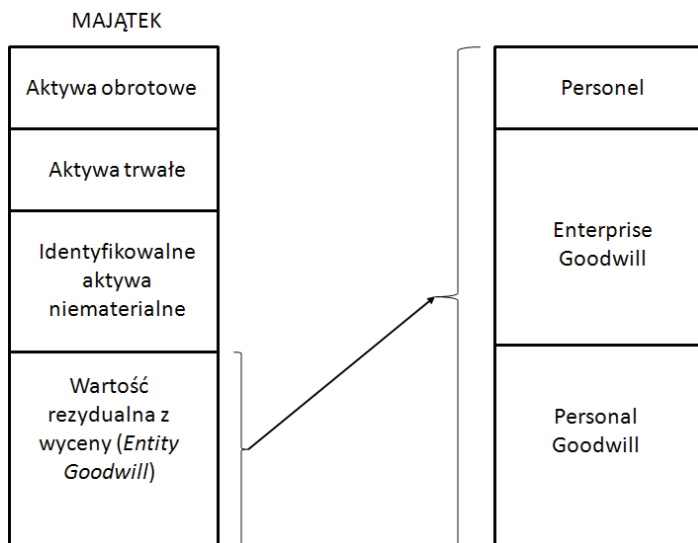 MAJĄTEK
Aktywa obrotowe
Aktywa trwałe
Identyfikowalne
aktywa
niematerialne
Wartość
rezydualna z
wyceny (Entity
Goodwill)
Personel
Enterprise
Goodwill
Personal
Goodwill